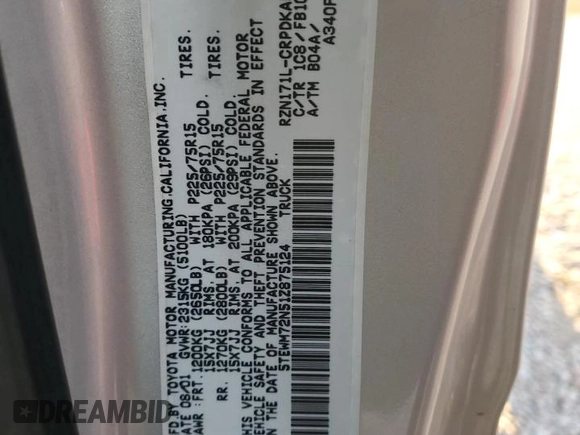 MFD BY TOYOTA MOTOR MANUFACTURING, CALIFORNIA, INC.
DATE 08/01 GVWR: 2315KG (5100LB)
GAWR: FRT. 1200KG (2650LB) WITH P225/75R15 TIRES.
15X7JJ RIMS. AT 180KPA (26PSI) COLD.
RR. 1270KG (2800LB) WITH P225/75R15 TIRES.
15X7JJ RIMS. AT 200KPA (29PSI) COLD.
THIS VEHICLE CONFORMS TO ALL APPLICABLE FEDERAL MOTOR
VEHICLE SAFETY AND THEFT PREVENTION STANDARDS IN EFFECT
ON THE DATE OF MANUFACTURE SHOWN ABOVE.
5TEWM72N51Z875124 TRUCK
RZN171L-CRPDKA
C/TR 1C8/FB10
A/TM B04A/
A340F
DREAMBID